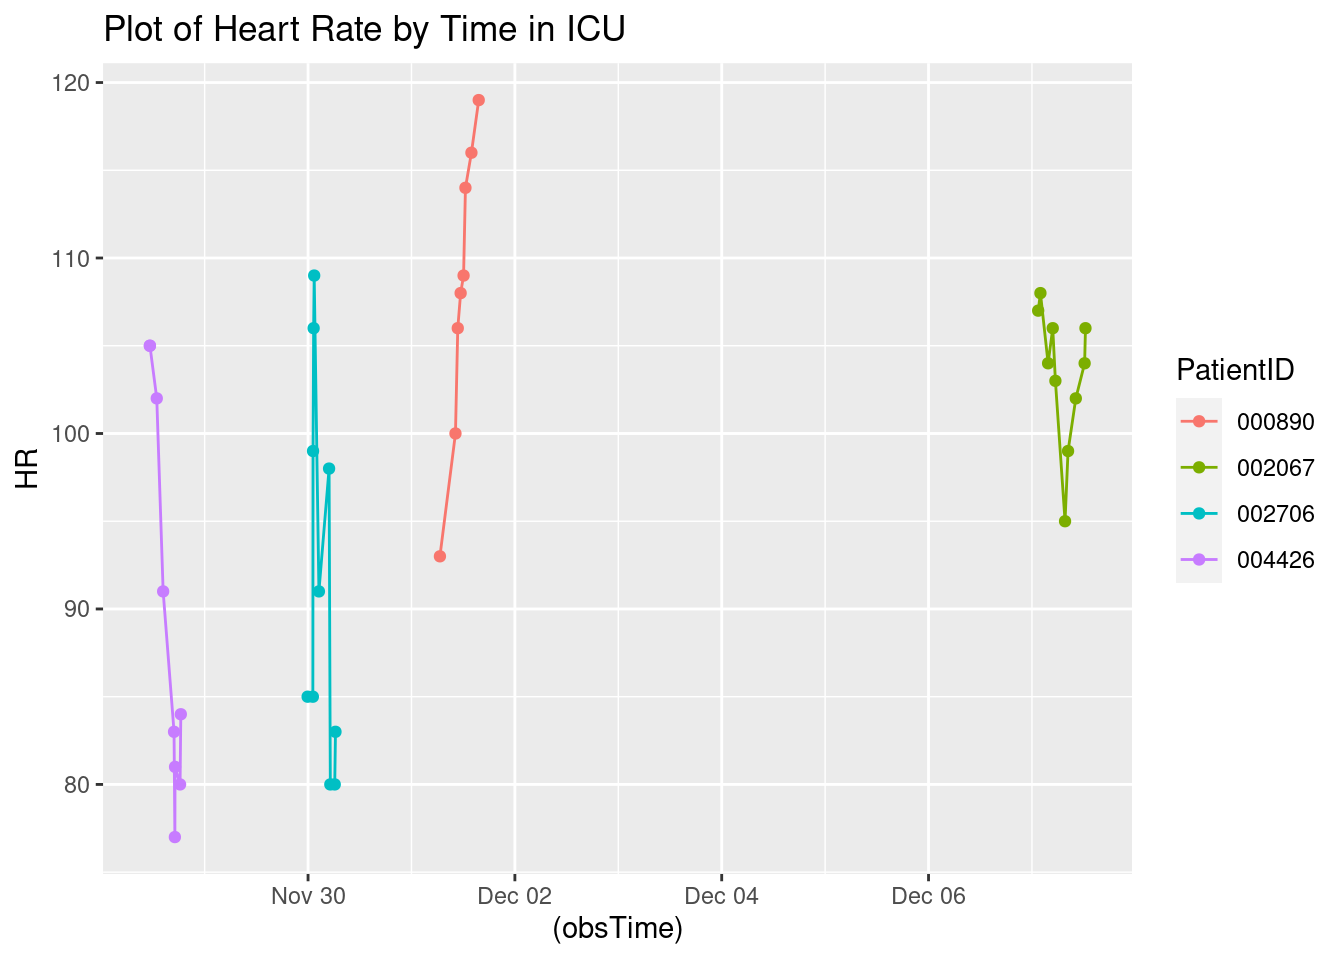 Plot of Heart Rate by Time in ICU
120
110
100
90
80
HR
Nov 30 Dec 02 Dec 04 Dec 06
(obsTime)
PatientID
000890
002067
002706
004426